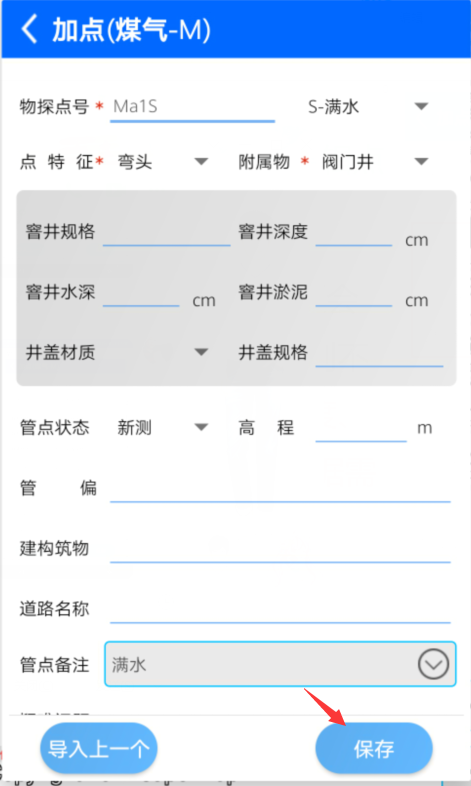 加点(煤气-M)
物探点号 * Ma1S S-满水
点 特 征* 弯头 附属物 * 阀门井
窨井规格 窨井深度 cm
窨井水深 cm 窨井淤泥 cm
井盖材质 井盖规格
管点状态 新测 高 程 m
管 偏
建构筑物
道路名称
管点备注 满水
导入上一个 保存